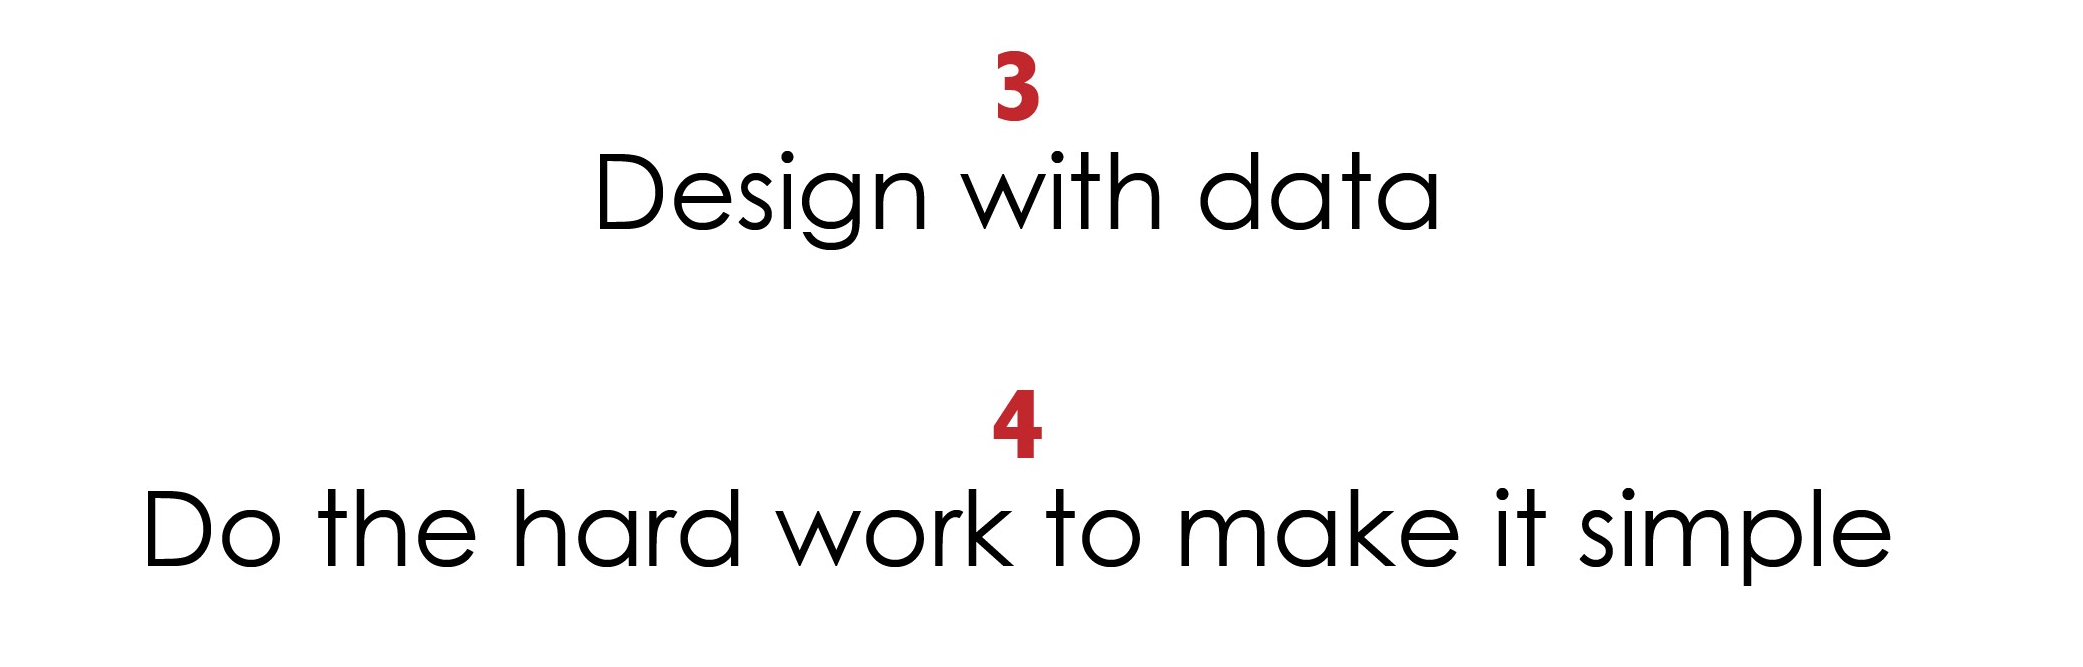 3
Design with data
4
Do the hard work to make it simple